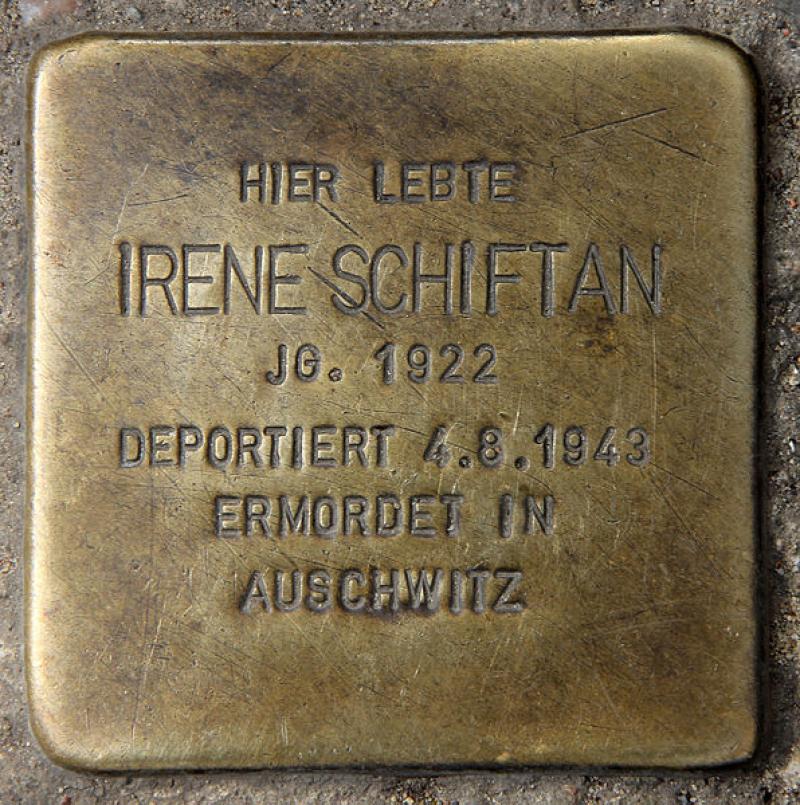 HIER LEBTE
IRENE SCHIFTAN
JG. 1922
DEPORTIERT 4.8.1943
ERMORDET IN
AUSCHWITZ